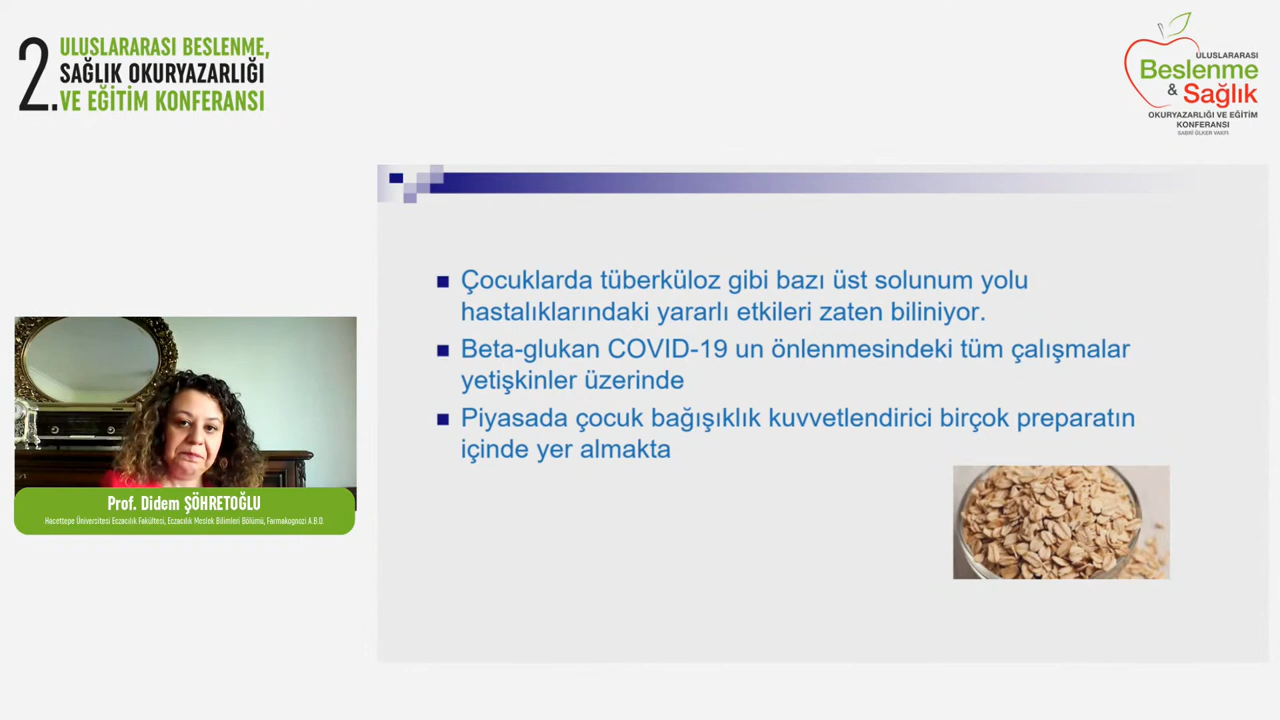 2. ULUSLARARASI BESLENME,
SAĞLIK OKURYAZARLIĞI
VE EĞİTİM KONFERANSI
ULUSLARARASI
Beslenme
& Sağlık
OKURYAZARLIĞI VE EĞİTİM
KONFERANSI
SABRİ ÜLKER VAKFI
Çocuklarda tüberküloz gibi bazı üst solunum yolu
hastalıklarındaki yararlı etkileri zaten biliniyor.
Beta-glukan COVID-19 un önlenmesindeki tüm çalışmalar
yetişkinler üzerinde
Piyasada çocuk bağışıklık kuvvetlendirici birçok preparatın
içinde yer almakta
Prof. Didem ŞÖHRETOĞLU
Hacettepe Üniversitesi Eczacılık Fakültesi, Eczacılık Meslek Bilimleri Bölümü, Farmakognozi A.B.D.